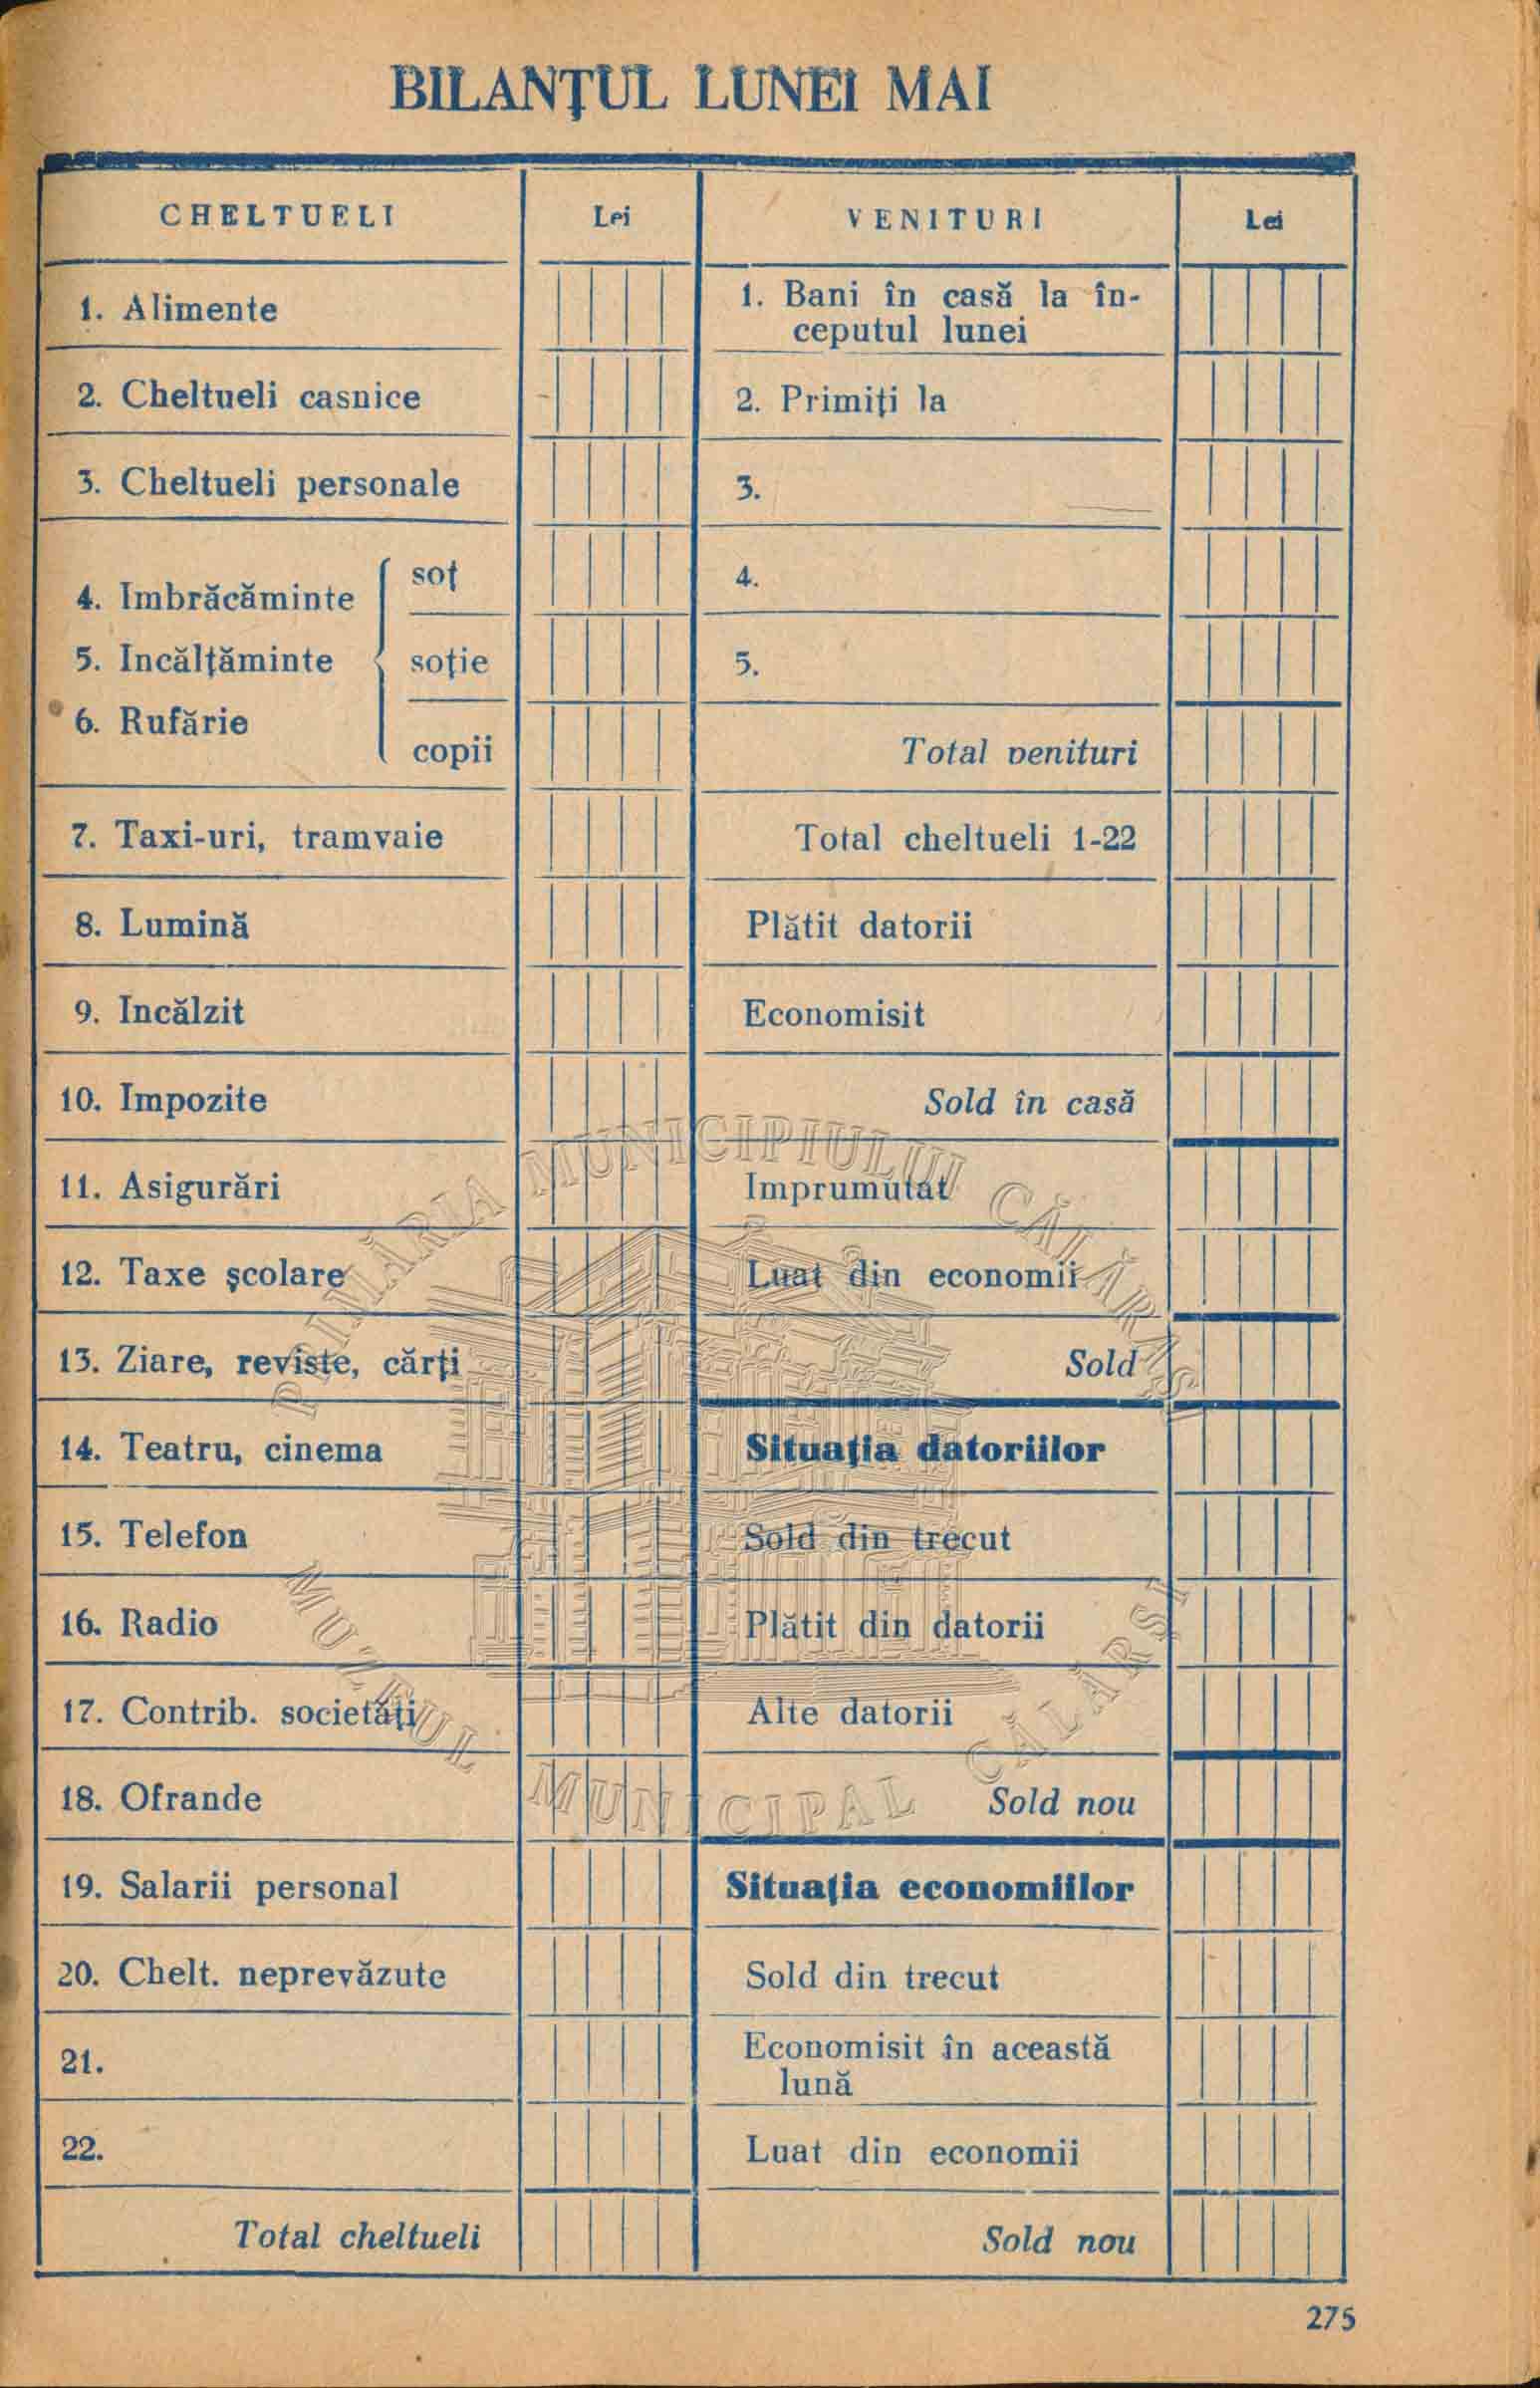 BILANŢUL LUNEI MAI
CHELTUELI
Lei
VENITURI
Lei
1. Alimente
2. Cheltueli casnice
3. Cheltueli personale
4. Imbrăcăminte
5. Incălţăminte
6. Rufărie
soţ
soţie
copii
7. Taxi-uri, tramvaie
8. Lumină
9. Incălzit
10. Impozite
11. Asigurări
12. Taxe şcolare
13. Ziare, reviste, cărţi
14. Teatru, cinema
15. Telefon
16. Radio
17. Contrib. societăţi
18. Ofrande
19. Salarii personal
20. Chelt. neprevăzute
21.
22.
Total cheltueli
1. Bani în casă la în-
ceputul lunei
2. Primiţi la
3.
4.
5.
Total venituri
Total cheltueli 1-22
Plătit datorii
Economisit
Sold în casă
Imprumutat
Luat din economii
Sold
Situaţia datoriilor
Sold din trecut
Plătit din datorii
Alte datorii
Sold nou
Situaţia economiilor
Sold din trecut
Economisit în această
lună
Luat din economii
Sold nou
275
PRIMĂRIA MUNICIPIULUI CĂLĂRAŞI
MUZEUL MUNICIPAL CĂLĂRAŞI